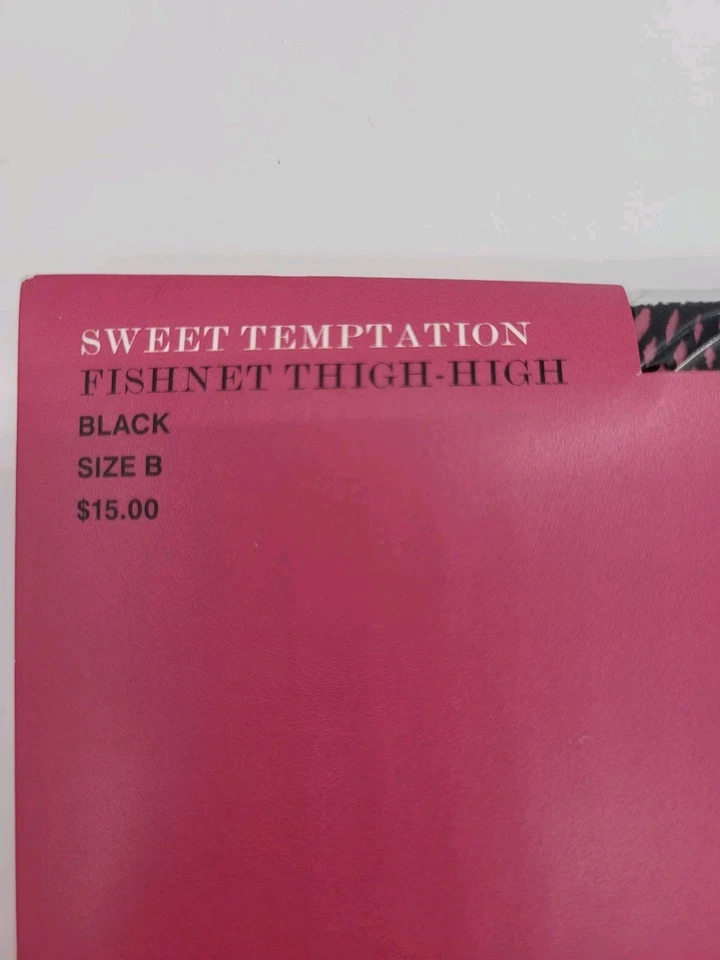 SWEET TEMPTATION
FISHNET THIGH-HIGH
BLACK
SIZE B
$15.00